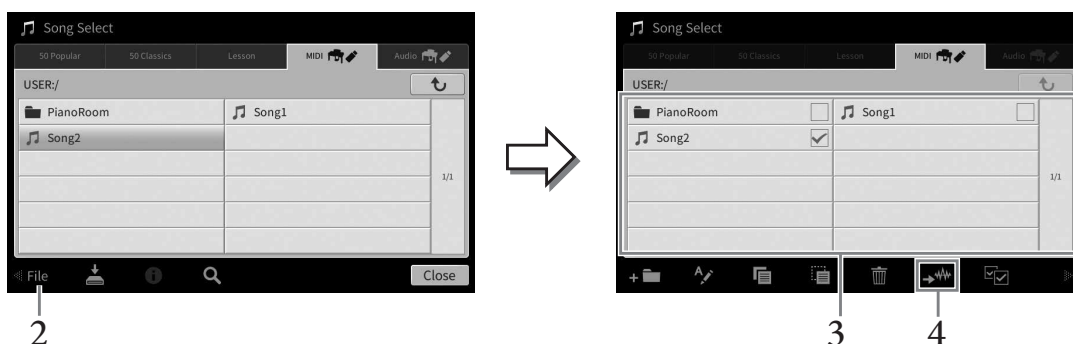 Song Select
50 Popular 50 Classics Lesson MIDI Audio
USER:/
PianoRoom Song1
Song2
1/1
File Close
2
Song Select
50 Popular 50 Classics Lesson MIDI Audio
USER:/
PianoRoom Song1
Song2
1/1
3 4